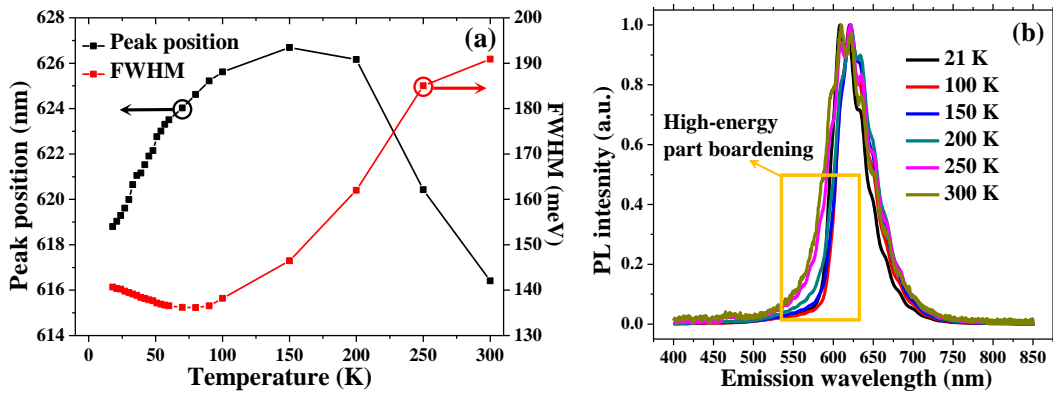 (a)
Peak position
FWHM
Peak position (nm)
628
626
624
622
620
618
616
614
FWHM (meV)
200
190
180
170
160
150
140
130
0 50 100 150 200 250 300
Temperature (K)
(b)
High-energy
part boardening
21 K
100 K
150 K
200 K
250 K
300 K
PL intesnity (a.u.)
1.0
0.8
0.6
0.4
0.2
0.0
400 450 500 550 600 650 700 750 800 850
Emission wavelength (nm)